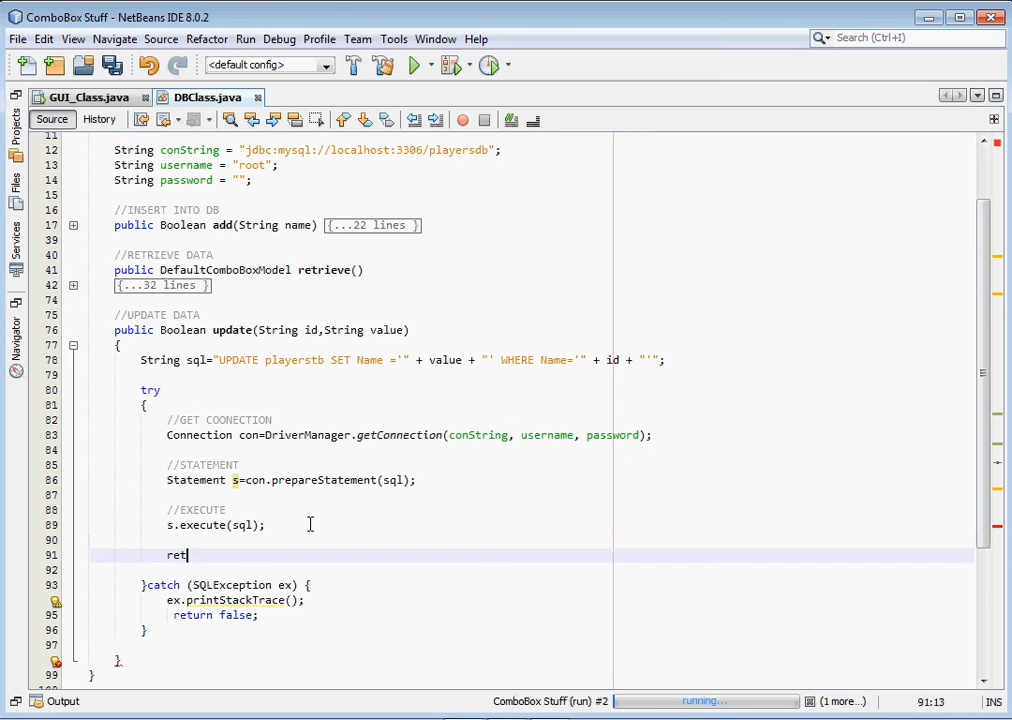 ComboBox Stuff - NetBeans IDE 8.0.2
File Edit View Navigate Source Refactor Run Debug Profile Team Tools Window Help
Search (Ctrl+I)
<default config>
GUI_Class.java
DBClass.java
Source History
Projects
Files
Services
Navigator
11
12 String conString = "jdbc:mysql://localhost:3306/playersdb";
13 String username = "root";
14 String password = "";
15
16 //INSERT INTO DB
17 public Boolean add(String name) {...22 lines }
39
40 //RETRIEVE DATA
41 public DefaultComboBoxModel retrieve()
42 {...32 lines }
74
75 //UPDATE DATA
76 public Boolean update(String id,String value)
77 {
78 String sql="UPDATE playerstb SET Name ='" + value + "' WHERE Name='" + id + "'";
79
80 try
81 {
82 //GET COONECTION
83 Connection con=DriverManager.getConnection(conString, username, password);
84
85 //STATEMENT
86 Statement s=con.prepareStatement(sql);
87
88 //EXECUTE
89 s.execute(sql);
90
91 ret
92
93 }catch (SQLException ex) {
ex.printStackTrace();
95 return false;
96 }
97
}
99 }
Output
ComboBox Stuff (run) #2 running... (1 more...) 91:13 INS